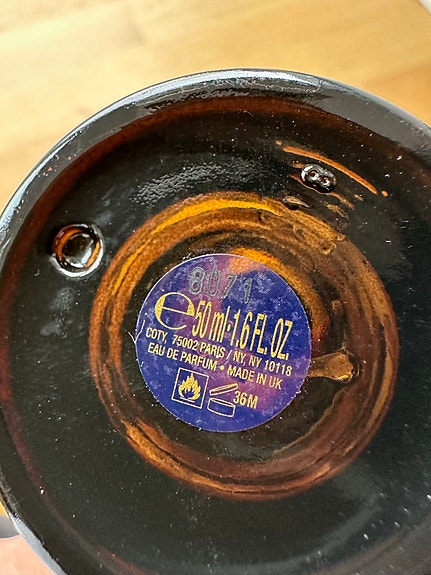 8071
e 50 ml·1.6 FL. OZ.
COTY, 75002 PARIS / NY, NY 10118
EAU DE PARFUM • MADE IN UK
36M